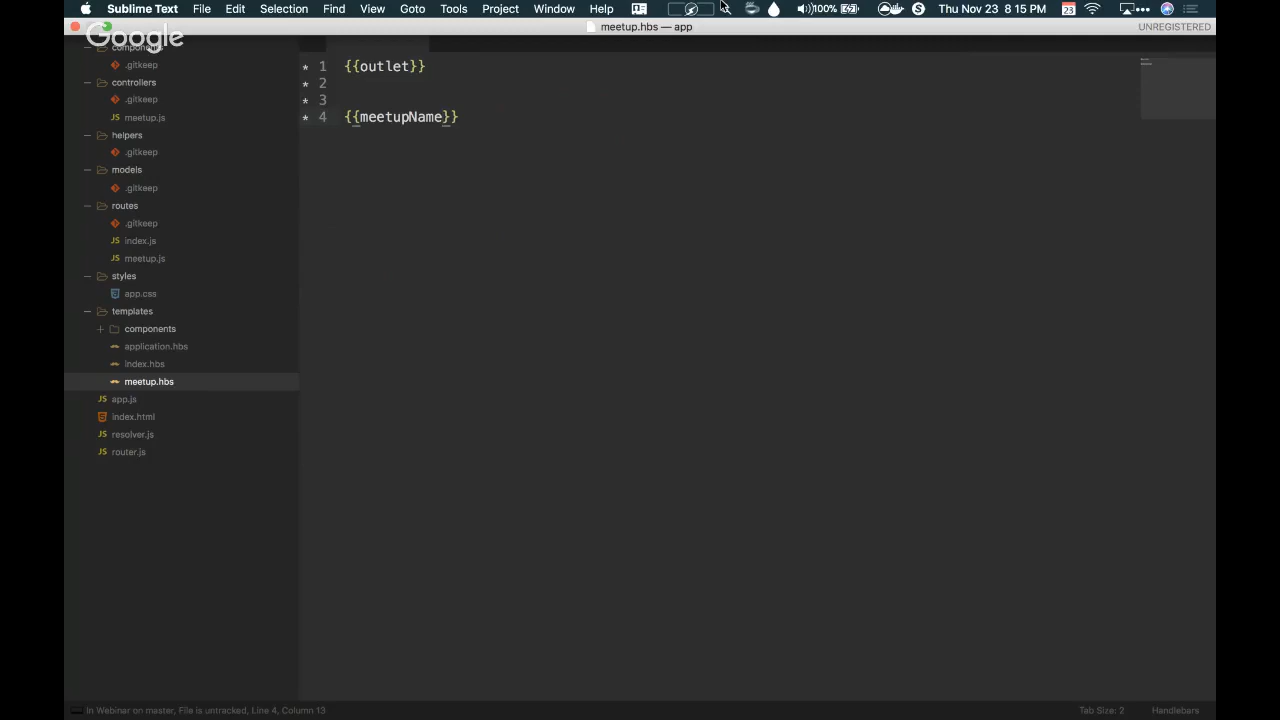 Sublime Text File Edit Selection Find View Goto Tools Project Window Help 100% Thu Nov 23 8:15 PM 23
meetup.hbs — app UNREGISTERED
Google
components
.gitkeep
controllers
.gitkeep
meetup.js
helpers
.gitkeep
models
.gitkeep
routes
.gitkeep
index.js
meetup.js
styles
app.css
templates
components
application.hbs
index.hbs
meetup.hbs
app.js
index.html
resolver.js
router.js
* 1 {{outlet}}
* 2
* 3
* 4 {{meetupName}}
In Webinar on master, File is untracked, Line 4, Column 13 Tab Size: 2 Handlebars